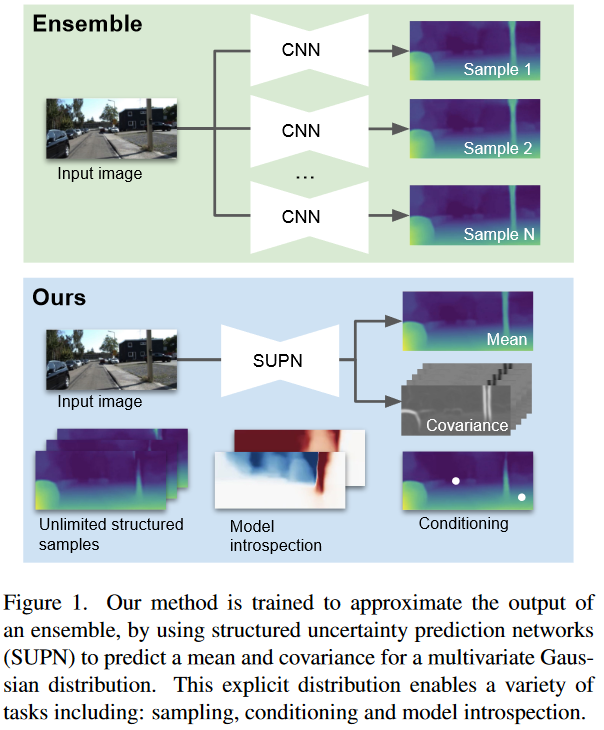 Ensemble
CNN
Sample 1
Input image
CNN
Sample 2
...
CNN
Sample N
Ours
Input image
SUPN
Mean
Covariance
Unlimited structured
samples
Model
introspection
Conditioning
Figure 1. Our method is trained to approximate the output of
an ensemble, by using structured uncertainty prediction networks
(SUPN) to predict a mean and covariance for a multivariate Gaus-
sian distribution. This explicit distribution enables a variety of
tasks including: sampling, conditioning and model introspection.